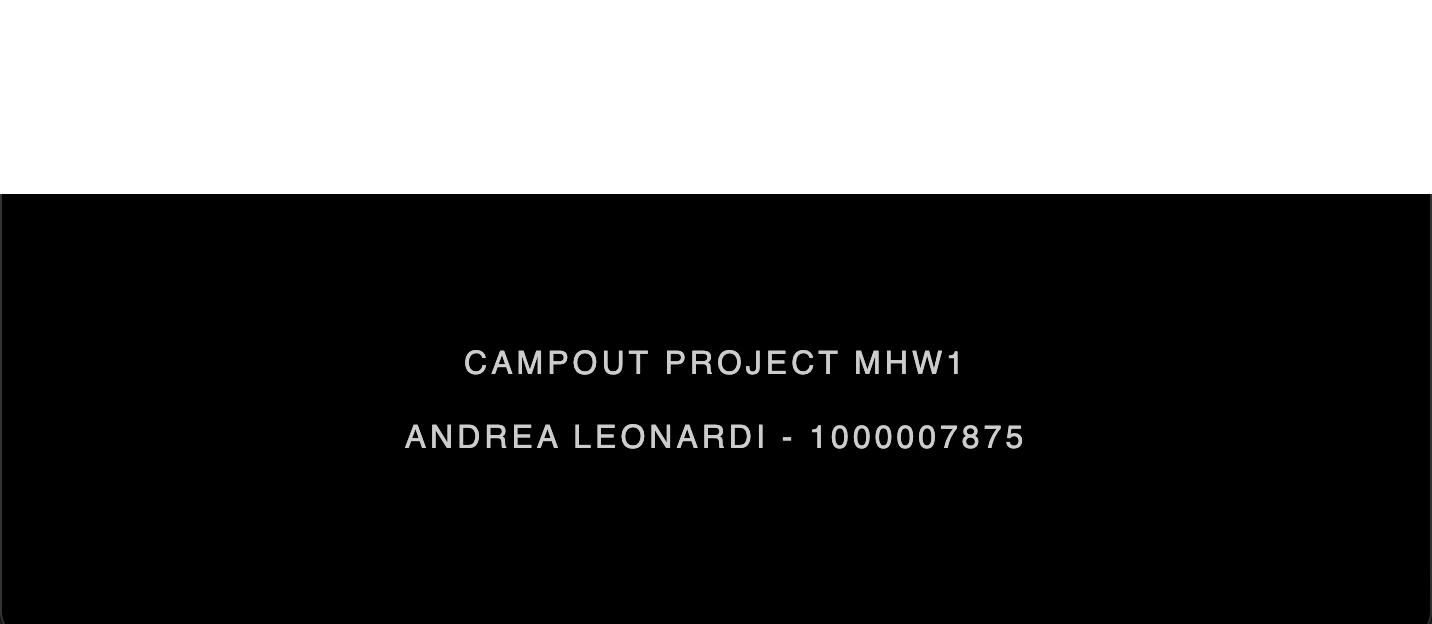 CAMPOUT PROJECT MHW1
ANDREA LEONARDI - 1000007875